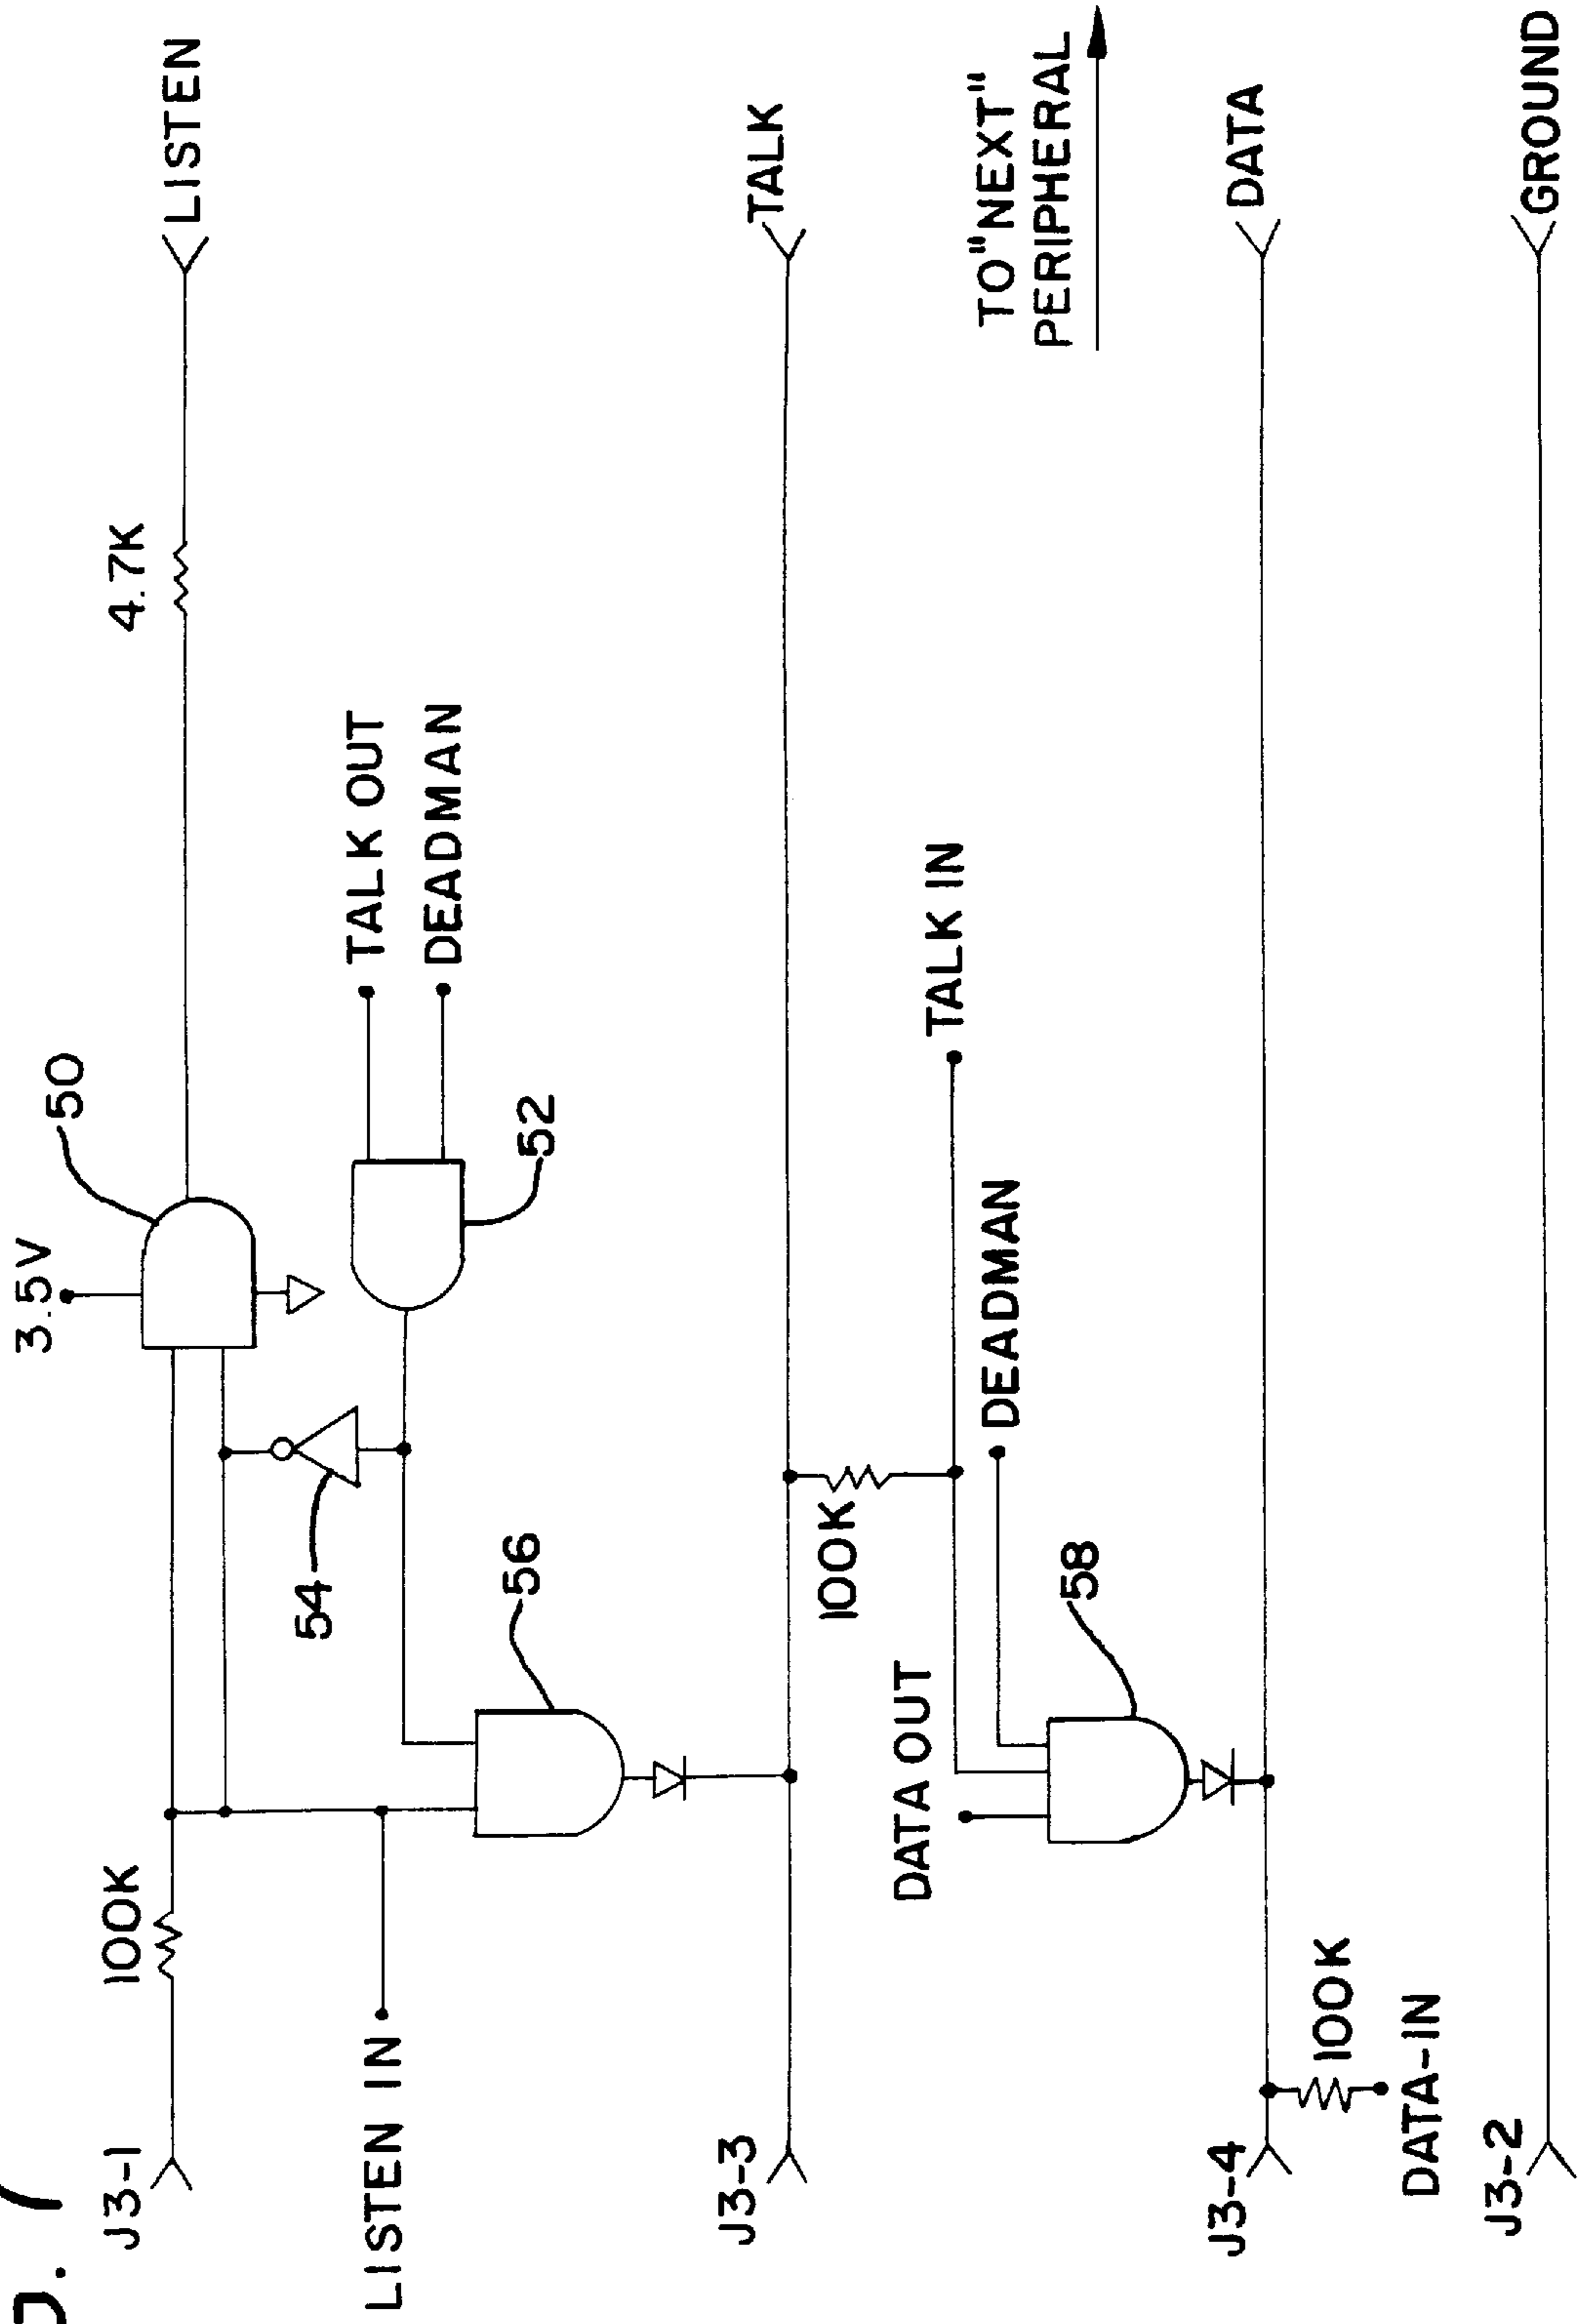 J3-1
100K
3.5V
50
4.7K
LISTEN
LISTEN IN
54
TALK OUT
DEADMAN
52
56
J3-3
TALK
100K
DATA OUT
TALK IN
DEADMAN
58
TO "NEXT"
PERIPHERAL
J3-4
DATA
100K
DATA-IN
J3-2
GROUND